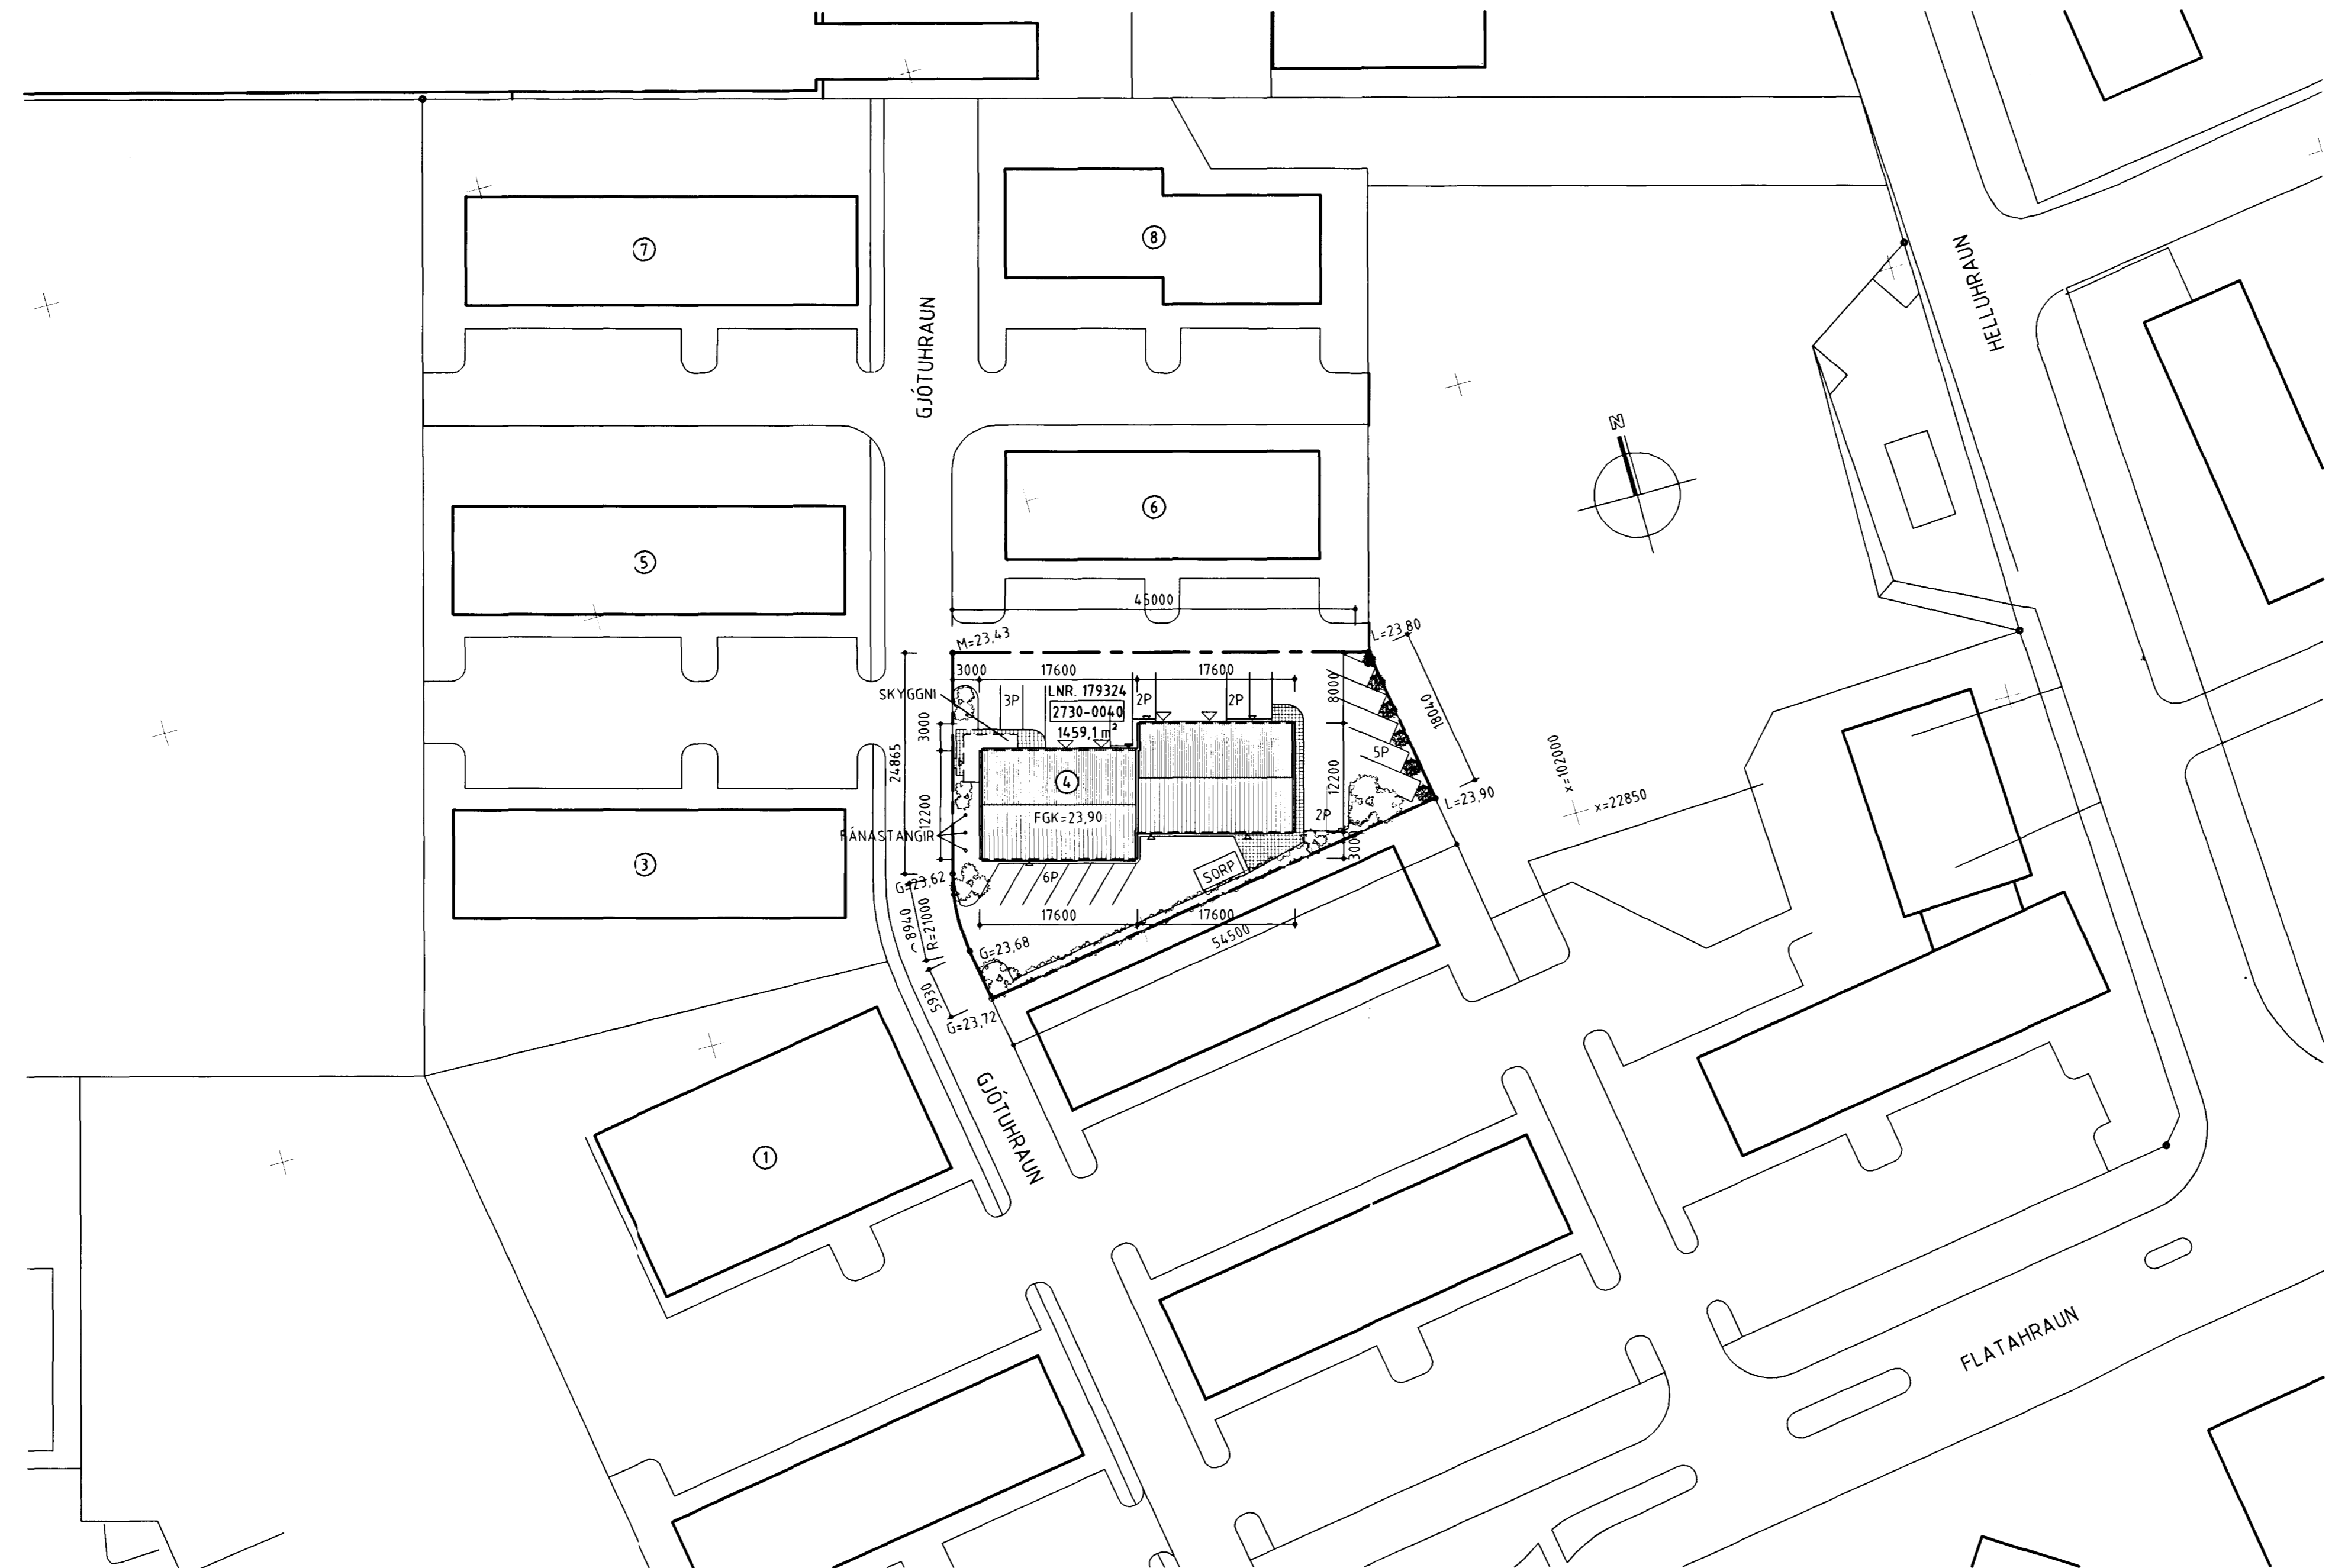 7
8
GJÓTUHRAUN
HELLUHRAUN
N
5
6
45000
M=23,43
L=23,80
3000
17600
17600
SKYGGNI
3P
LNR. 179324
2P
2P
8000
2730-0040
1459,1 m²
3000
18040
24865
5P
4
12200
12200
L=23,90
x=102000
x=22850
FGK=23,90
2P
FÁNASTANGIR
3000
3
SORP
G=23,62
6P
17600
17600
8940
R=21000
54500
G=23,68
5930
G=23,72
GJÓTUHRAUN
1
FLATAHRAUN